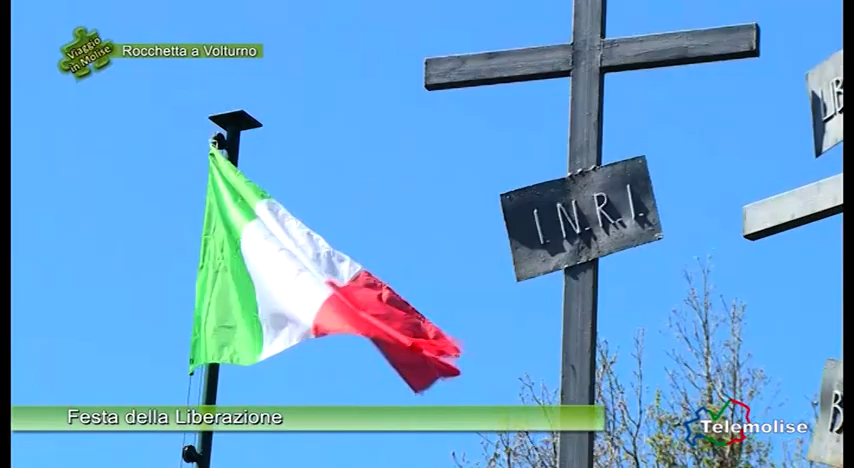 Viaggio
in Molise
Rocchetta a Volturno
I.N.R.I.
Festa della Liberazione
Telemolise